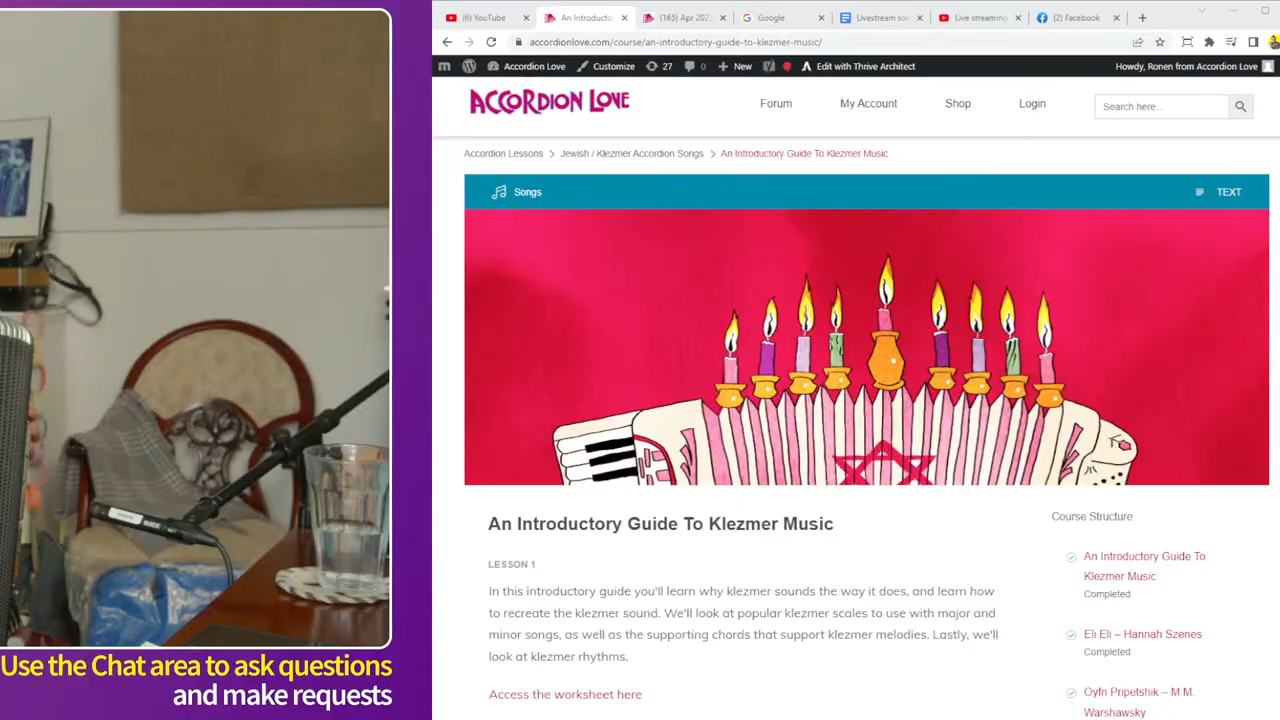 (6) YouTube
An Introducto
(165) Apr 202
Google
Livestream so
Live streaming
(2) Facebook
accordionlove.com/course/an-introductory-guide-to-klezmer-music/
Accordion Love
Customize
27
0
New
Edit with Thrive Architect
Howdy, Ronen from Accordion Love
ACCORDION LOVE
Forum
My Account
Shop
Login
Search here...
Accordion Lessons
Jewish / Klezmer Accordion Songs
An Introductory Guide To Klezmer Music
Songs
TEXT
An Introductory Guide To Klezmer Music
LESSON 1
In this introductory guide you'll learn why klezmer sounds the way it does, and learn how
to recreate the klezmer sound. We'll look at popular klezmer scales to use with major and
minor songs, as well as the supporting chords that support klezmer melodies. Lastly, we'll
look at klezmer rhythms.
Access the worksheet here
Course Structure
An Introductory Guide To
Klezmer Music
Completed
Eli Eli – Hannah Szenes
Completed
Oyfn Pripetshik – M.M.
Warshawsky
Use the Chat area to ask questions
and make requests